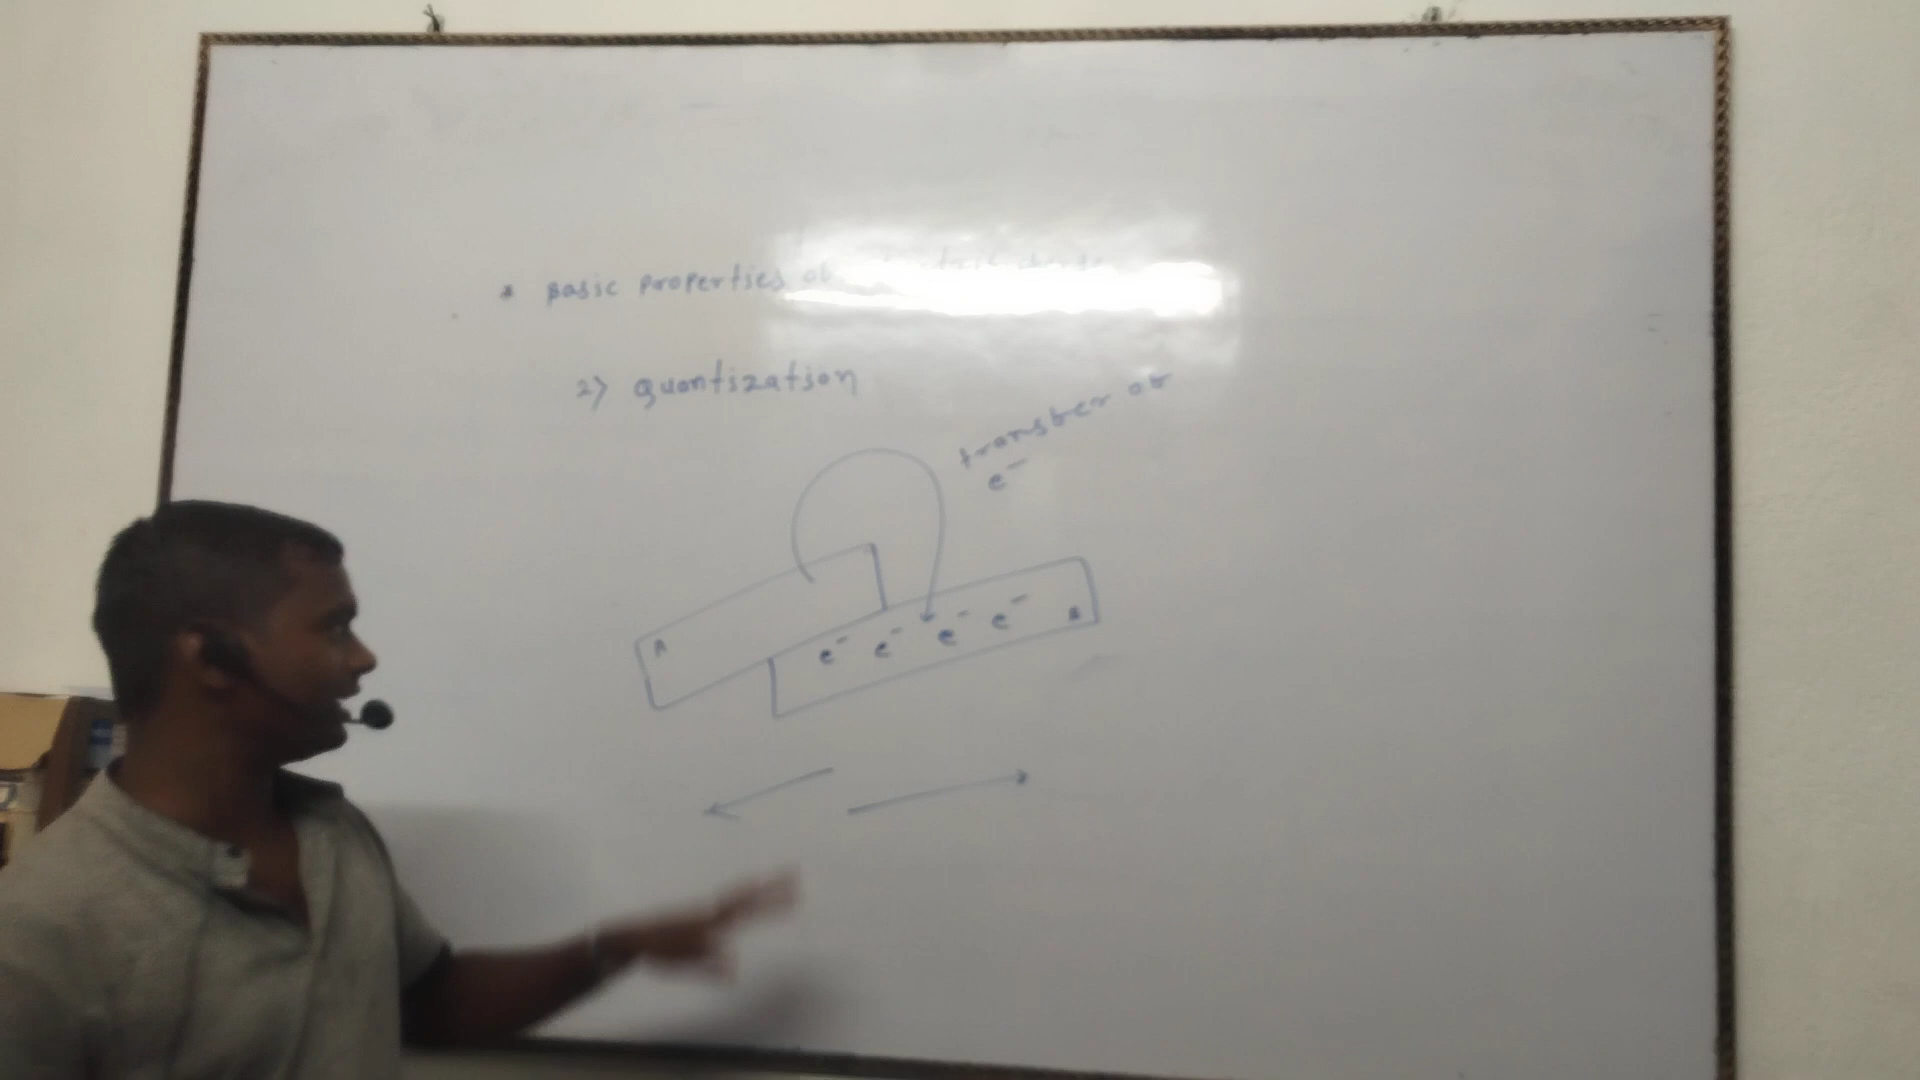 * Basic properties of
2) quantization
transfer of
e⁻
A
e⁻ e⁻ e⁻ e⁻
B